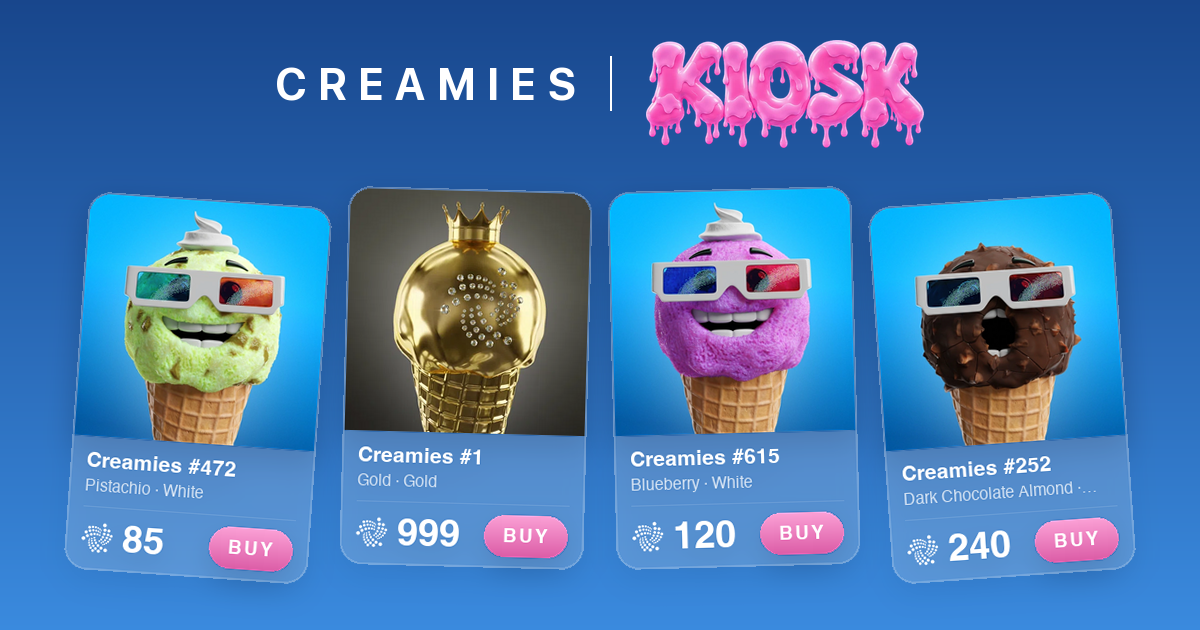 CREAMIES | KIOSK
Creamies #472
Pistachio · White
85 BUY
Creamies #1
Gold · Gold
999 BUY
Creamies #615
Blueberry · White
120 BUY
Creamies #252
Dark Chocolate Almond ·...
240 BUY